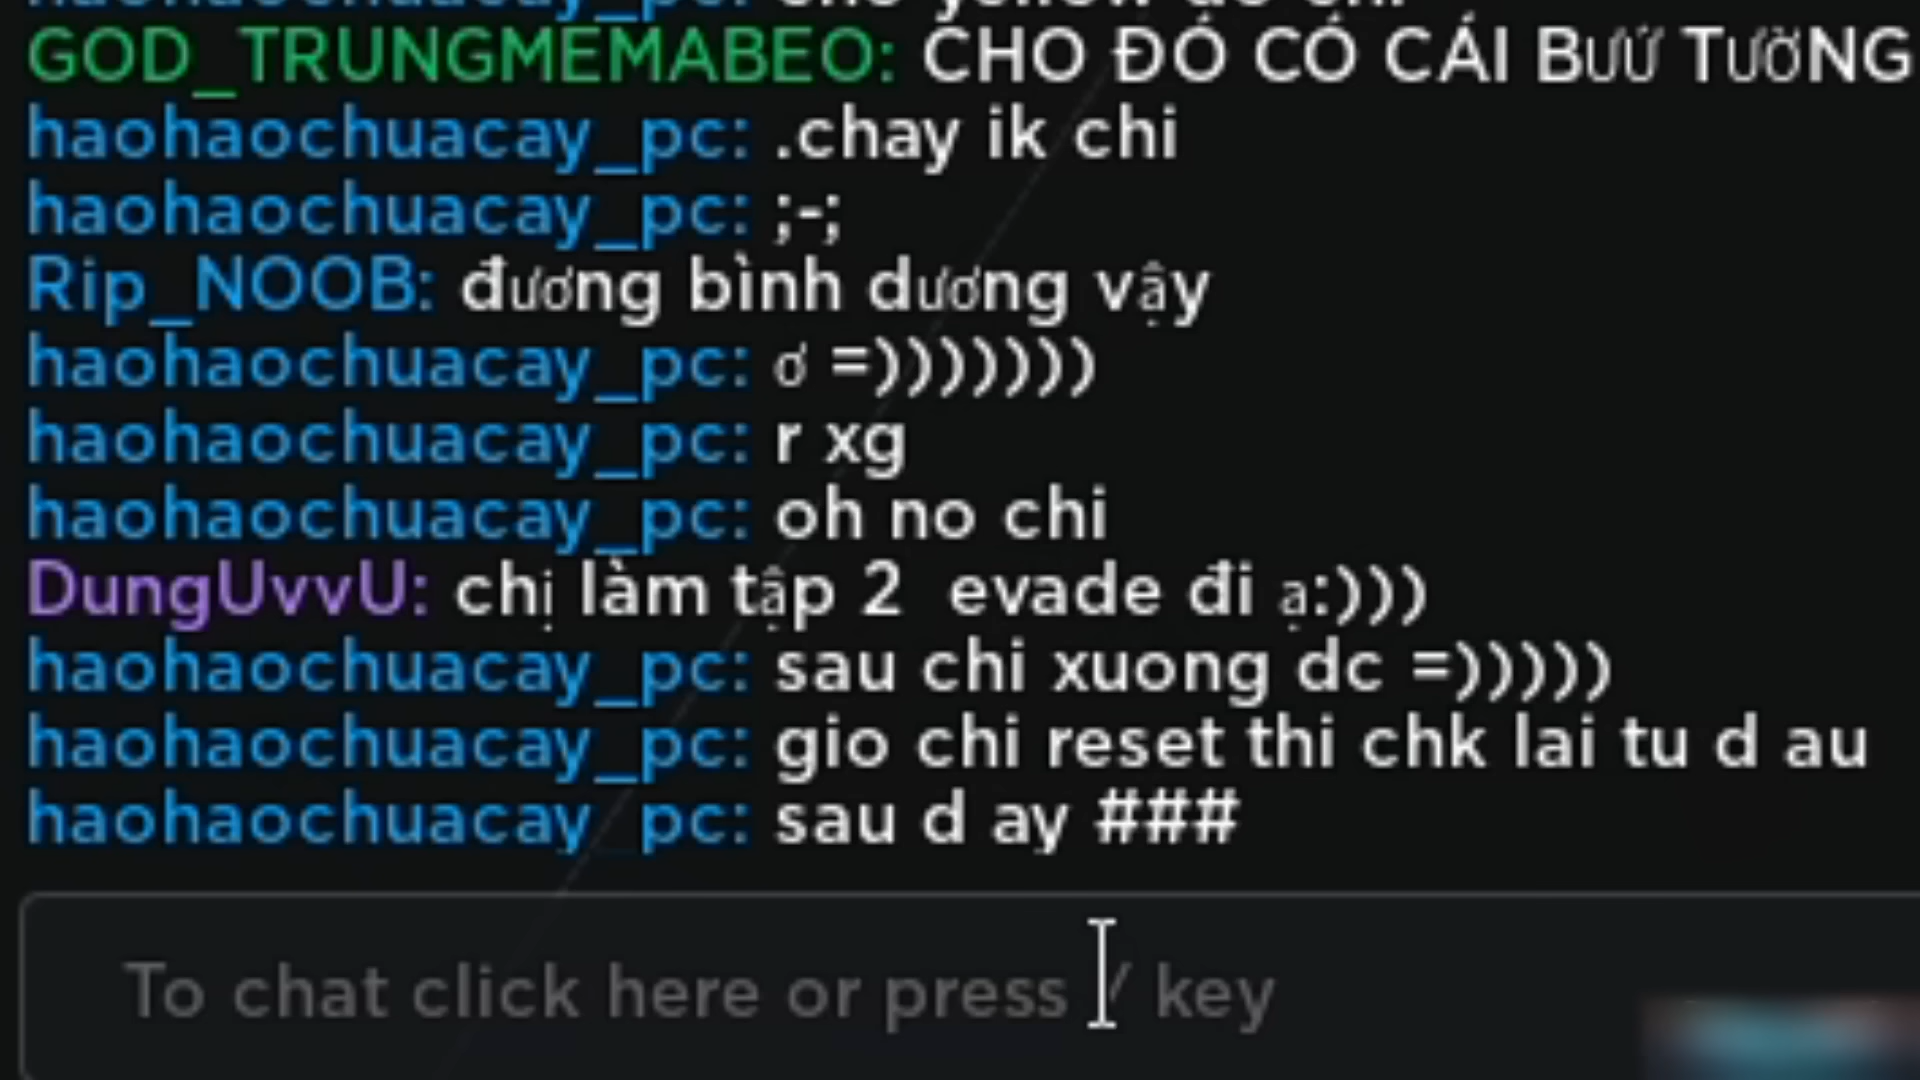 GOD_TRUNGMEMABEO: CHO ĐÓ CÓ CÁI BưỨ TưỜNG
haohaochuacay_pc: .chay ik chi
haohaochuacay_pc: ;-;
Rip_NOOB: đương bình dương vậy
haohaochuacay_pc: ơ =))))))))
haohaochuacay_pc: r xg
haohaochuacay_pc: oh no chi
DungUvvU: chị làm tập 2  evade đi ạ:)))
haohaochuacay_pc: sau chi xuong dc =)))))
haohaochuacay_pc: gio chi reset thi chk lai tu d au
haohaochuacay_pc: sau d ay ###
To chat click here or press / key